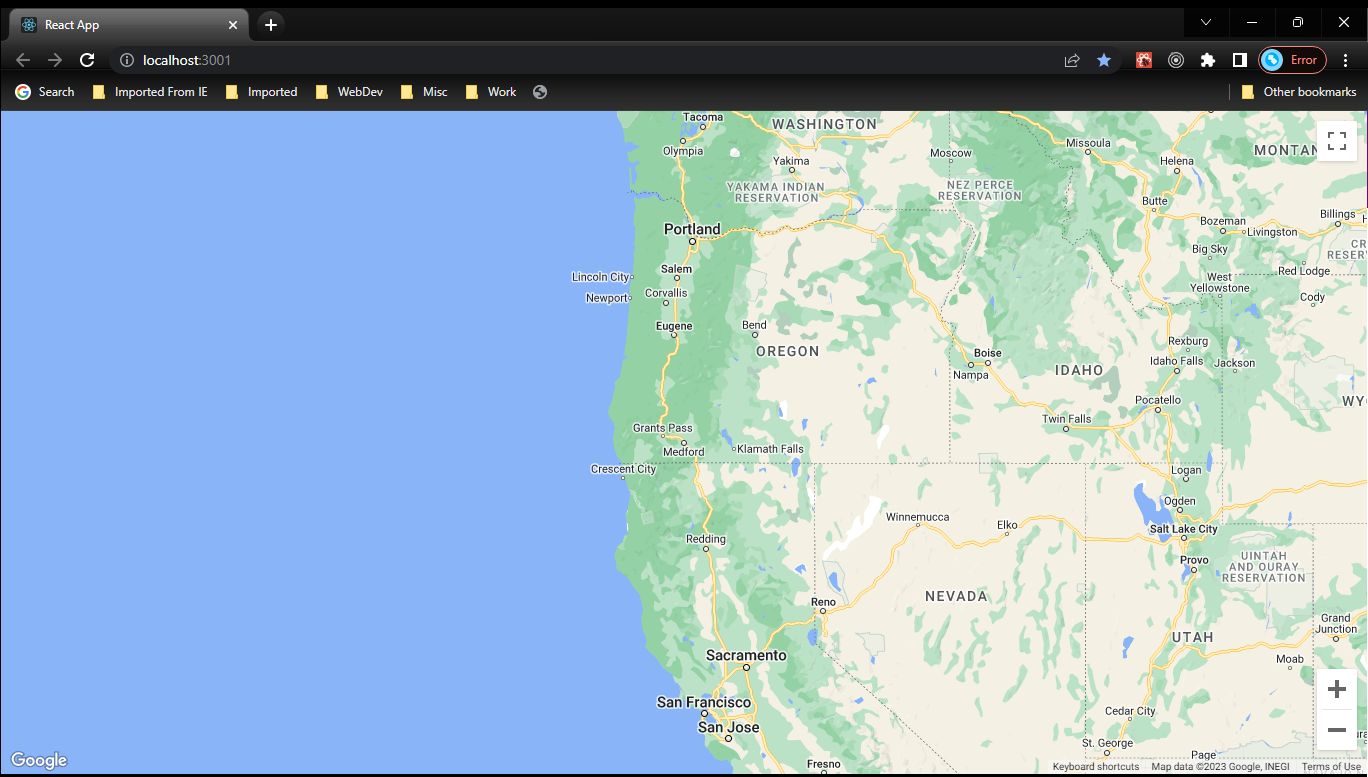 React App
localhost:3001
Error
Search
Imported From IE
Imported
WebDev
Misc
Work
Other bookmarks
Tacoma
WASHINGTON
Olympia
Yakima
Moscow
Missoula
Helena
MONTAN
YAKAMA INDIAN
RESERVATION
NEZ PERCE
RESERVATION
Butte
Bozeman
Billings
Livingston
Portland
Big Sky
CR
RESER
Lincoln City
Salem
Red Lodge
West
Yellowstone
Newport
Corvallis
Cody
Eugene
Bend
OREGON
Boise
Rexburg
Idaho Falls
Jackson
Nampa
IDAHO
Pocatello
WYO
Twin Falls
Grants Pass
Medford
Klamath Falls
Crescent City
Logan
Ogden
Winnemucca
Elko
Salt Lake City
Redding
Provo
UINTAH
AND OURAY
RESERVATION
Reno
NEVADA
Grand
Junction
UTAH
Sacramento
Moab
San Francisco
Cedar City
San Jose
St. George
Page
Fresno
Google
Keyboard shortcuts
Map data ©2023 Google, INEGI
Terms of Use